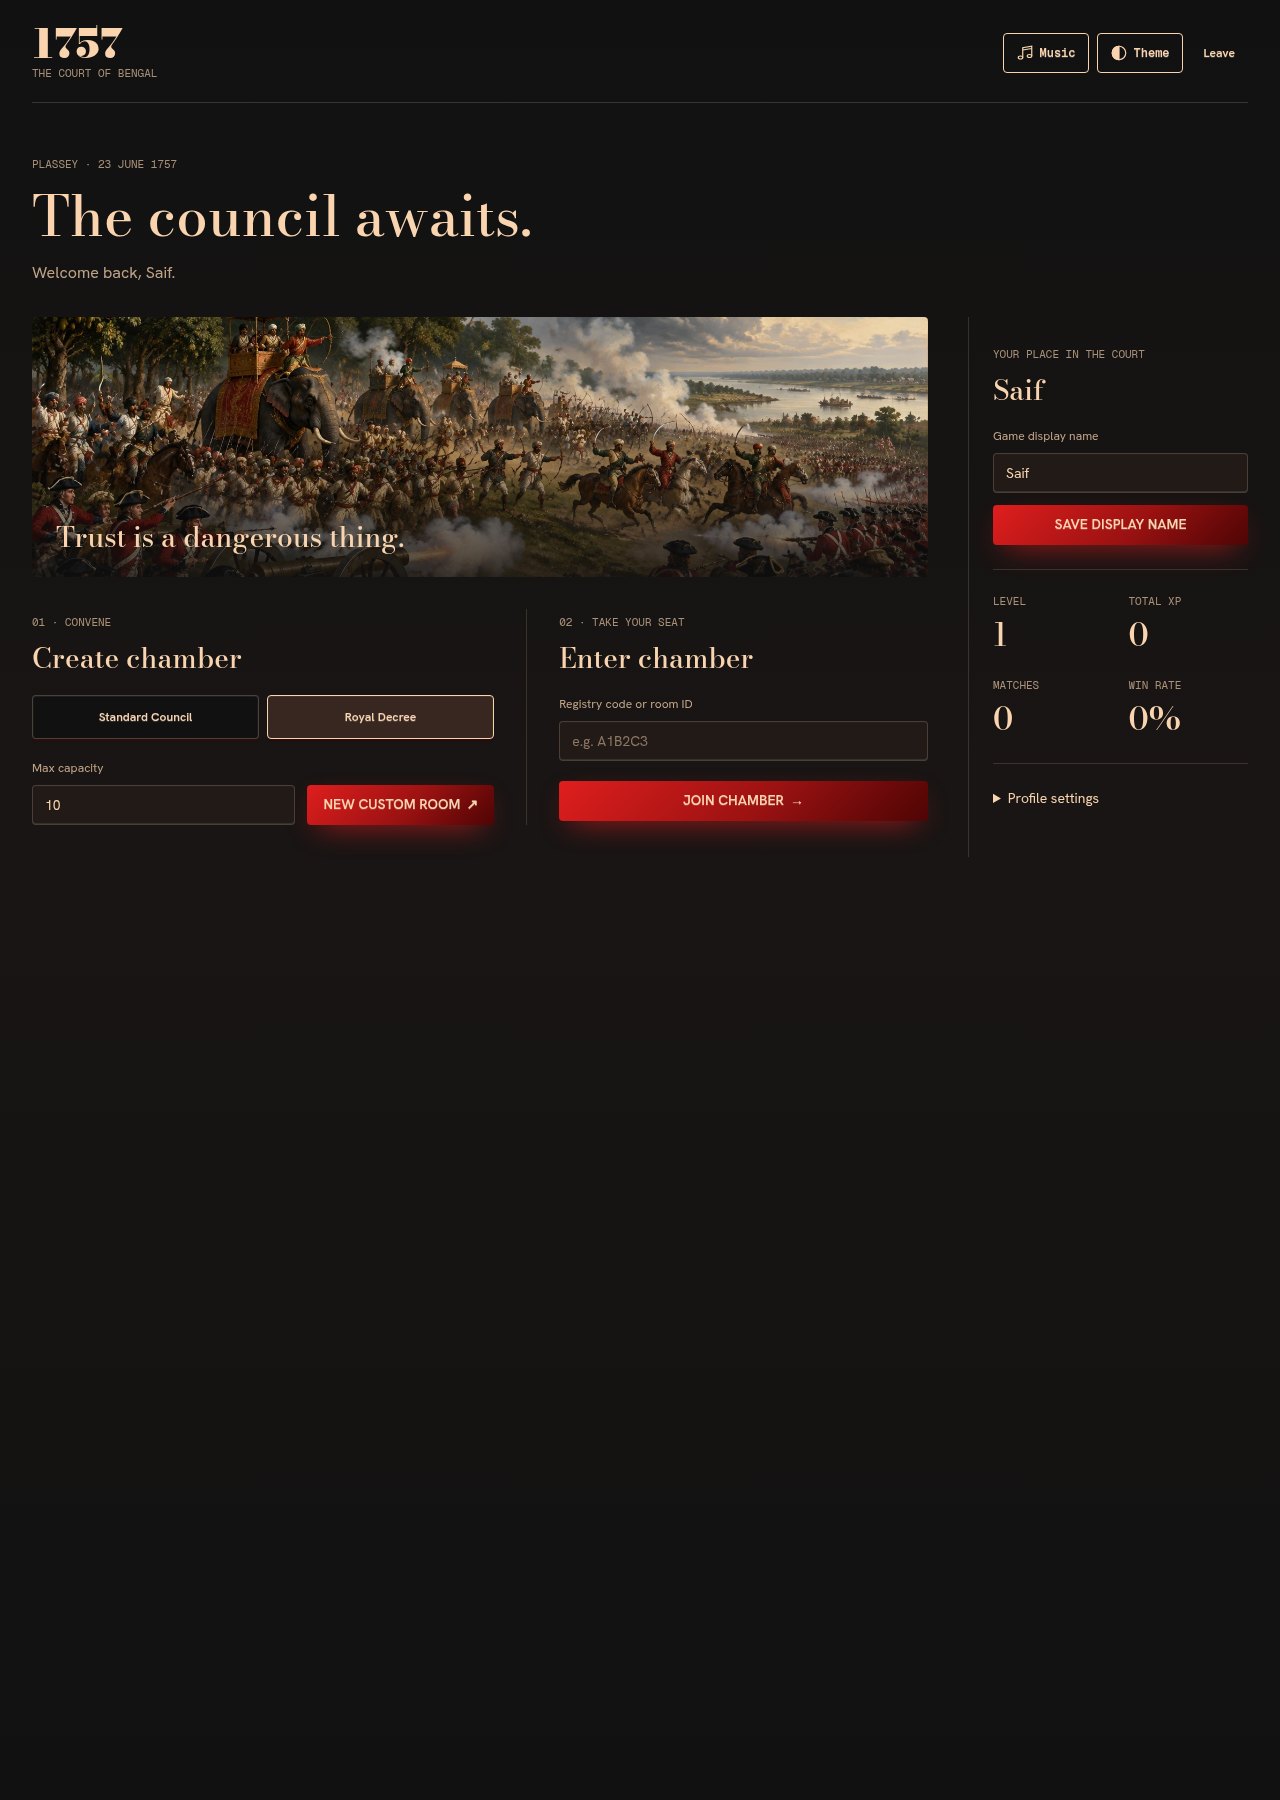 1757
THE COURT OF BENGAL
Music
Theme
Leave
PLASSEY · 23 JUNE 1757
The council awaits.
Welcome back, Saif.
Trust is a dangerous thing.
YOUR PLACE IN THE COURT
Saif
Game display name
Saif
SAVE DISPLAY NAME
LEVEL
TOTAL XP
1
0
MATCHES
WIN RATE
0
0%
Profile settings
01 · CONVENE
Create chamber
Standard Council
Royal Decree
Max capacity
10
NEW CUSTOM ROOM ↗
02 · TAKE YOUR SEAT
Enter chamber
Registry code or room ID
e.g. A1B2C3
JOIN CHAMBER →